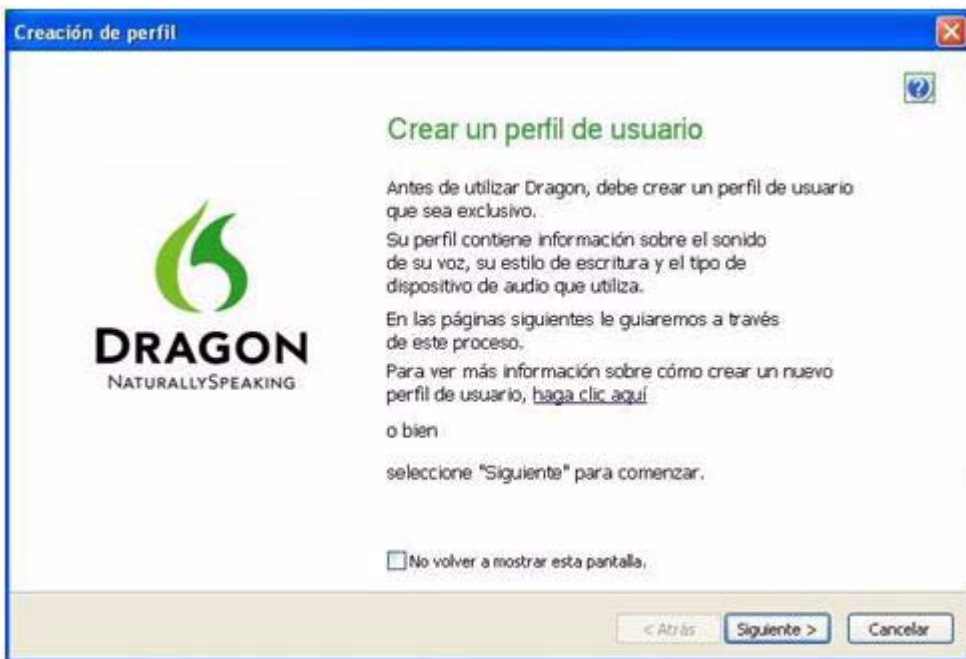 Creación de perfil
Crear un perfil de usuario
Antes de utilizar Dragon, debe crear un perfil de usuario
que sea exclusivo.
Su perfil contiene información sobre el sonido
de su voz, su estilo de escritura y el tipo de
dispositivo de audio que utiliza.
En las páginas siguientes le guiaremos a través
de este proceso.
Para ver más información sobre cómo crear un nuevo
perfil de usuario, haga clic aquí
o bien
seleccione "Siguiente" para comenzar.
DRAGON
NATURALLYSPEAKING
No volver a mostrar esta pantalla.
< Atrás
Siguiente >
Cancelar